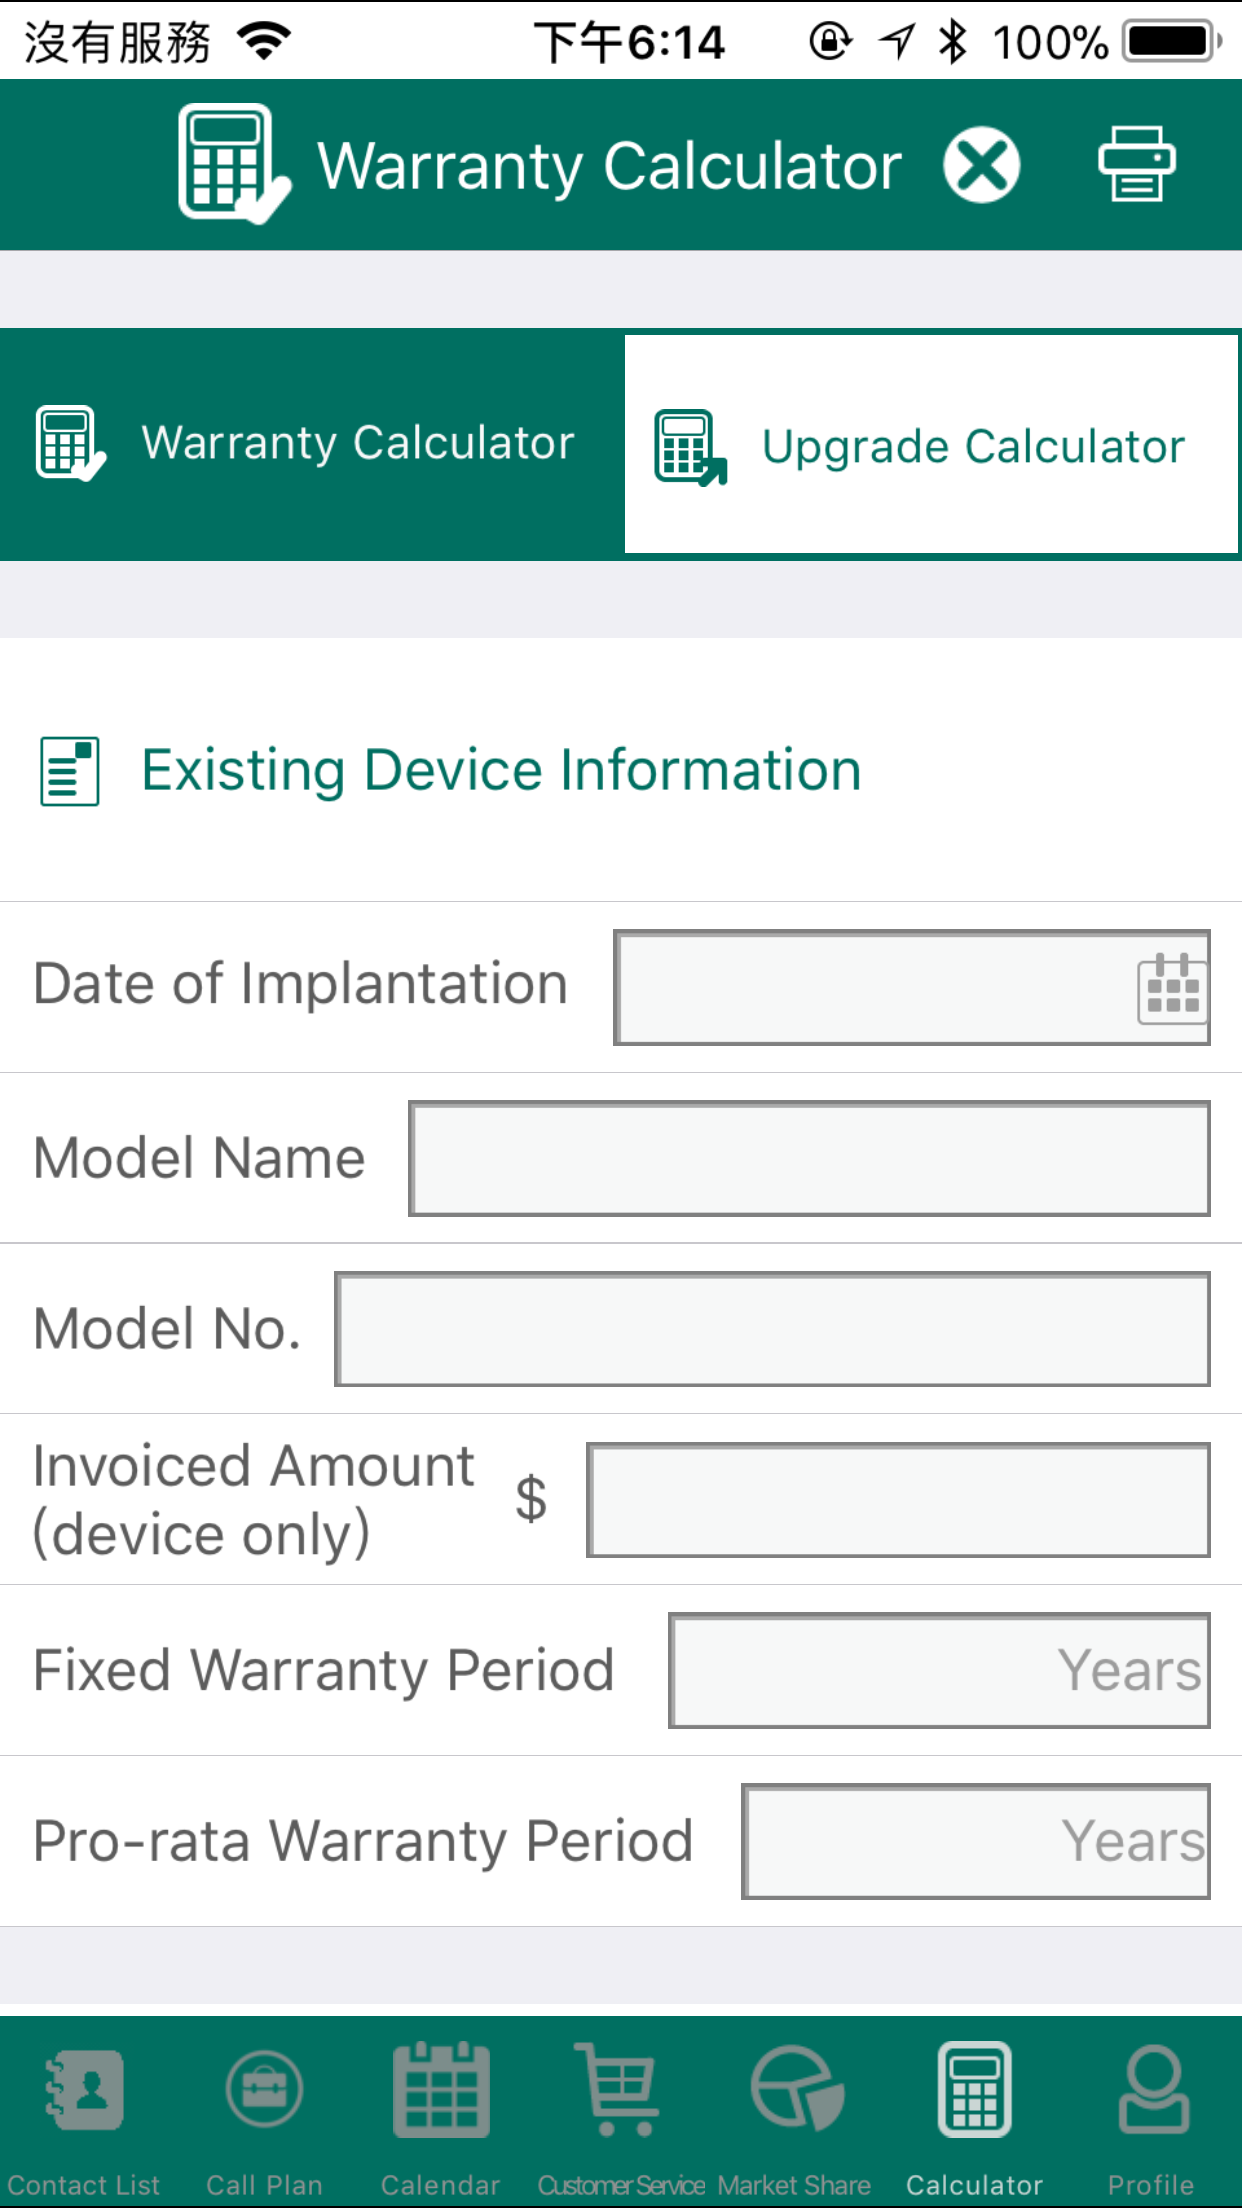 沒有服務 下午6:14 100%
Warranty Calculator
Warranty Calculator Upgrade Calculator
Existing Device Information
Date of Implantation
Model Name
Model No.
Invoiced Amount
(device only) $
Fixed Warranty Period Years
Pro-rata Warranty Period Years
Contact List Call Plan Calendar Customer Service Market Share Calculator Profile